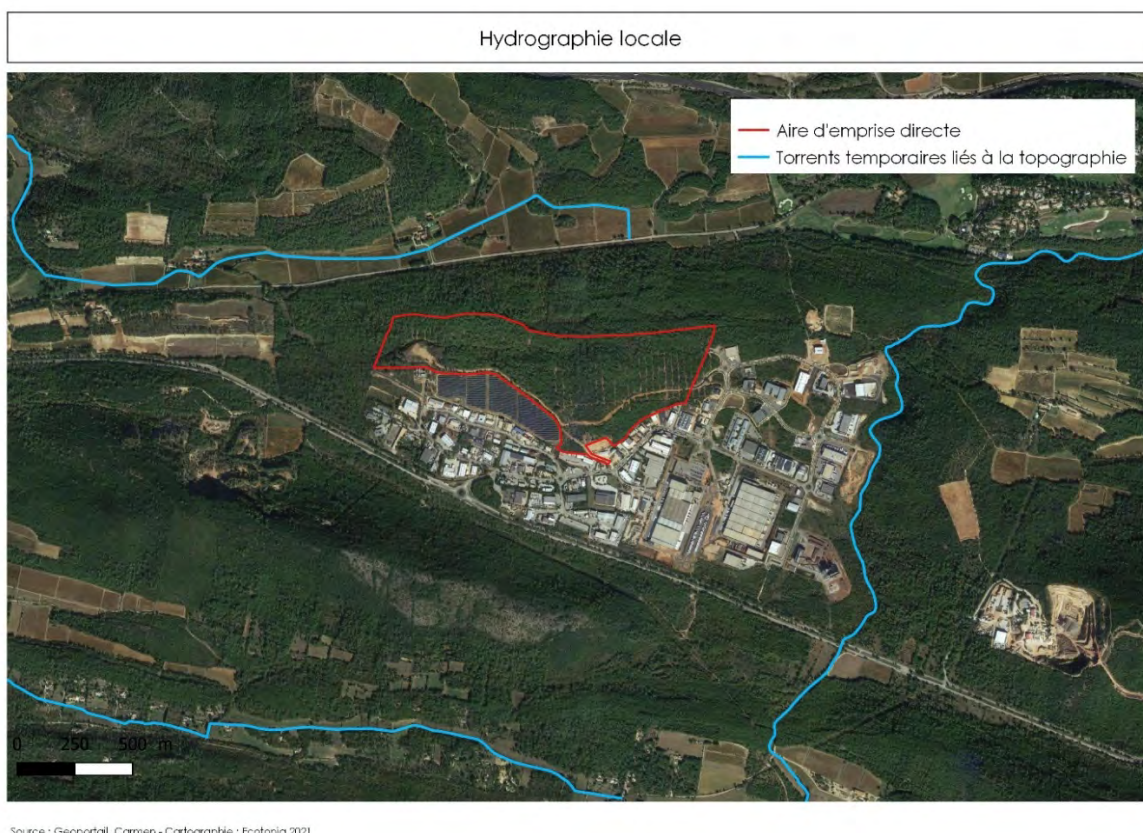 Hydrographie locale
Aire d'emprise directe
Torrents temporaires liés à la topographie
0 250 500 m
Source : Geoportail, Carmen - Cartographie : Ecotonia 2021